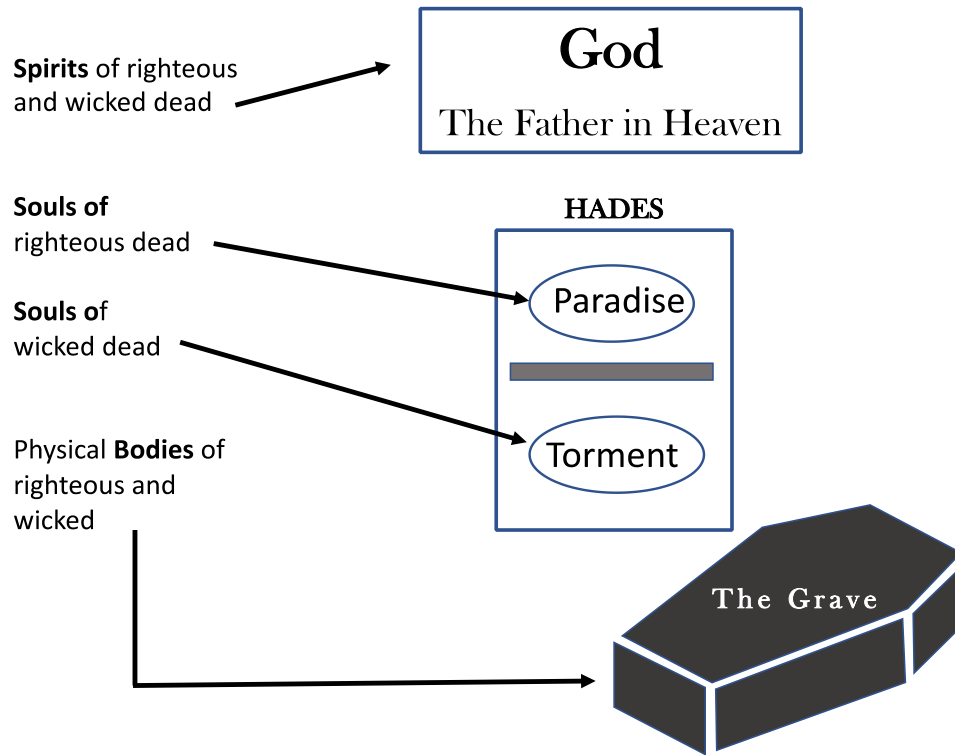 God
The Father in Heaven
Spirits of righteous
and wicked dead
Souls of
righteous dead
HADES
Paradise
Souls of
wicked dead
Torment
Physical Bodies of
righteous and
wicked
The Grave